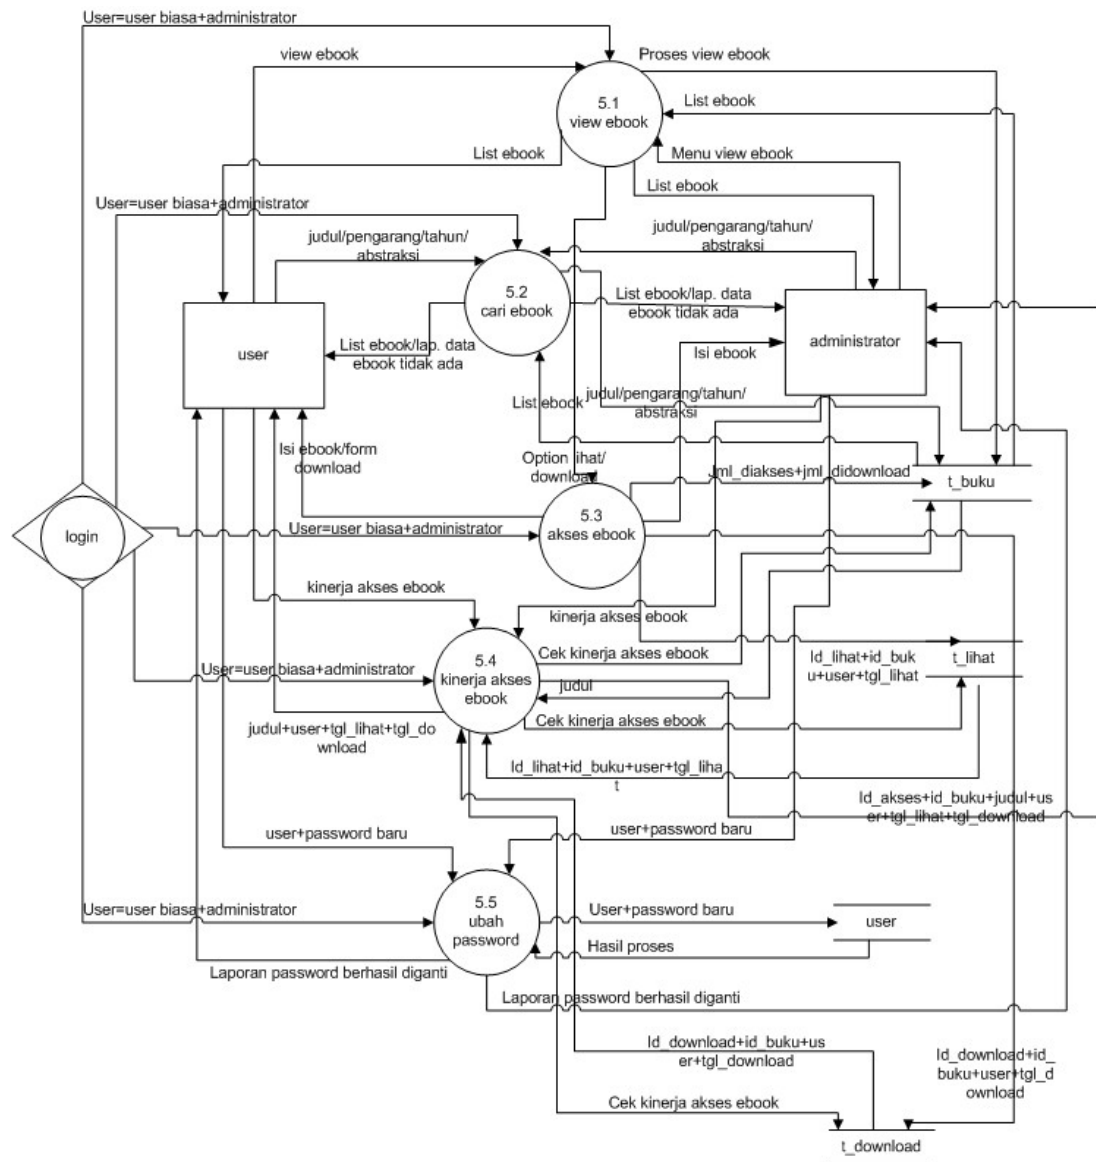 User=user biasa+administrator
view ebook
Proses view ebook
5.1
view ebook
List ebook
List ebook
Menu view ebook
List ebook
User=user biasa+administrator
judul/pengarang/tahun/
abstraksi
judul/pengarang/tahun/
abstraksi
5.2
cari ebook
List ebook/lap. data
ebook tidak ada
user
administrator
List ebook/lap. data
ebook tidak ada
Isi ebook
List ebook
judul/pengarang/tahun/
abstraksi
Isi ebook/form
download
Option lihat/
download
Jml_diakses+jml_didownload
t_buku
login
User=user biasa+administrator
5.3
akses ebook
kinerja akses ebook
kinerja akses ebook
User=user biasa+administrator
5.4
kinerja akses
ebook
Cek kinerja akses ebook
Id_lihat+id_buk
u+user+tgl_lihat
t_lihat
judul
Cek kinerja akses ebook
judul+user+tgl_lihat+tgl_do
wnload
Id_lihat+id_buku+user+tgl_liha
t
Id_akses+id_buku+judul+us
er+tgl_lihat+tgl_download
user+password baru
user+password baru
User=user biasa+administrator
5.5
ubah
password
User+password baru
user
Hasil proses
Laporan password berhasil diganti
Laporan password berhasil diganti
Id_download+id_buku+us
er+tgl_download
Id_download+id_
buku+user+tgl_d
ownload
Cek kinerja akses ebook
t_download